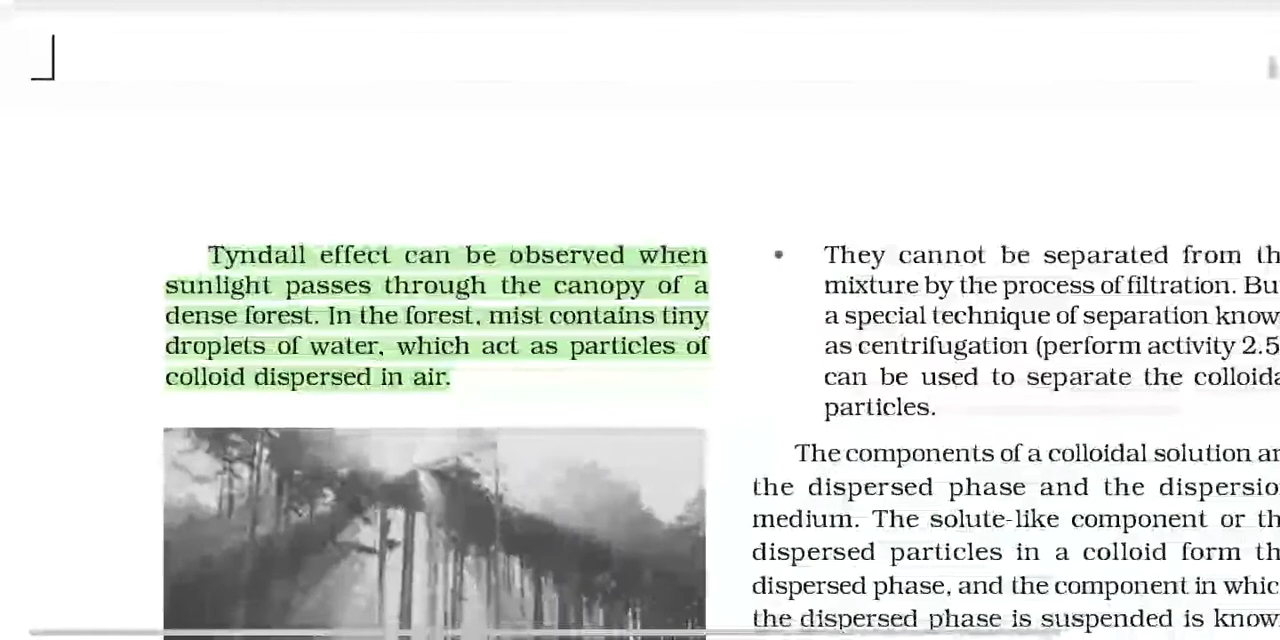 Tyndall effect can be observed when
sunlight passes through the canopy of a
dense forest. In the forest, mist contains tiny
droplets of water, which act as particles of
colloid dispersed in air.
They cannot be separated from th
mixture by the process of filtration. Bu
a special technique of separation know
as centrifugation (perform activity 2.5
can be used to separate the colloida
particles.
The components of a colloidal solution ar
the dispersed phase and the dispersio
medium. The solute-like component or th
dispersed particles in a colloid form th
dispersed phase, and the component in whic
the dispersed phase is suspended is know